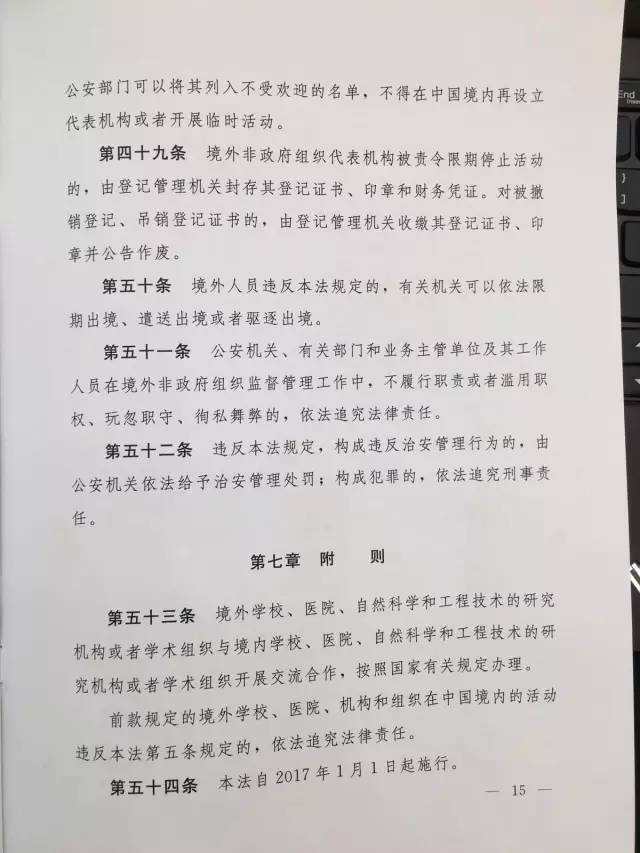 公安部门可以将其列入不受欢迎的名单，不得在中国境内再设立
代表机构或者开展临时活动。
第四十九条　境外非政府组织代表机构被责令限期停止活动
的，由登记管理机关封存其登记证书、印章和财务凭证。对被撤
销登记、吊销登记证书的，由登记管理机关收缴其登记证书、印
章并公告作废。
第五十条　境外人员违反本法规定的，有关机关可以依法限
期出境、遣送出境或者驱逐出境。
第五十一条　公安机关、有关部门和业务主管单位及其工作
人员在境外非政府组织监督管理工作中，不履行职责或者滥用职
权、玩忽职守、徇私舞弊的，依法追究法律责任。
第五十二条　违反本法规定，构成违反治安管理行为的，由
公安机关依法给予治安管理处罚；构成犯罪的，依法追究刑事责
任。
第七章　附　则
第五十三条　境外学校、医院、自然科学和工程技术的研究
机构或者学术组织与境内学校、医院、自然科学和工程技术的研
究机构或者学术组织开展交流合作，按照国家有关规定办理。
前款规定的境外学校、医院、机构和组织在中国境内的活动
违反本法第五条规定的，依法追究法律责任。
第五十四条　本法自2017年1月1日起施行。
— 15 —
End